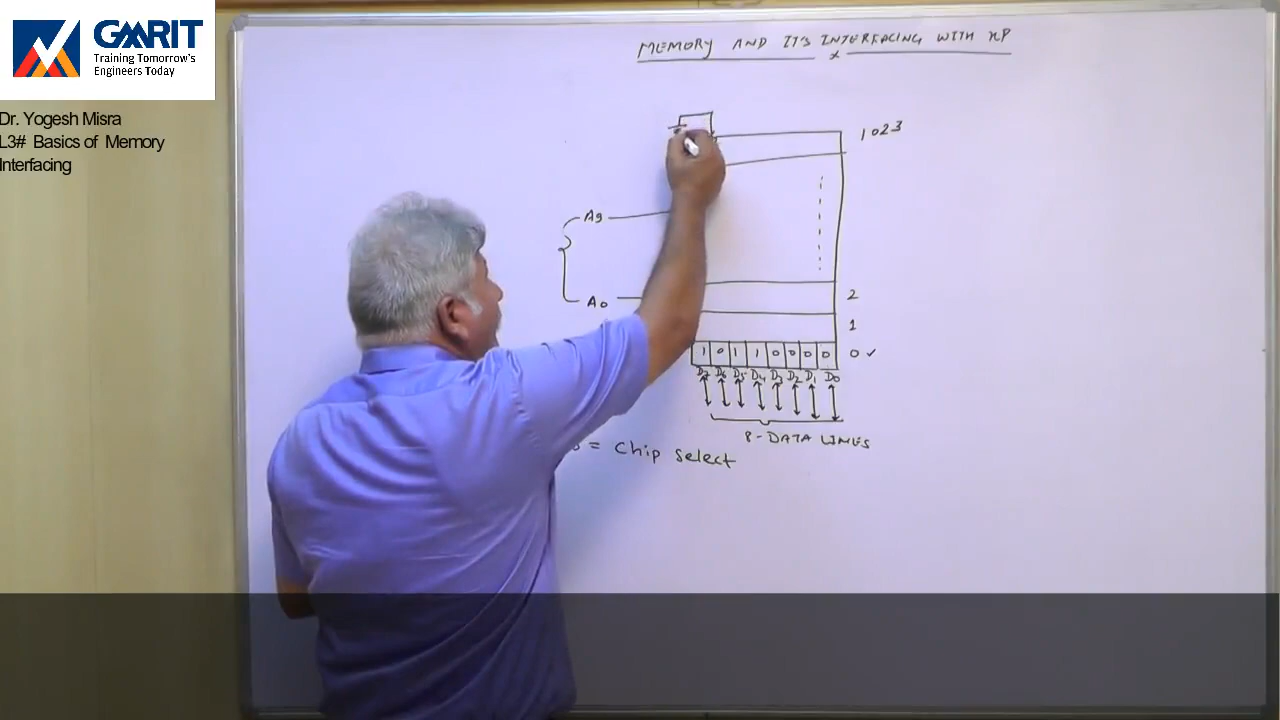 GMRIT
Training Tomorrow's
Engineers Today
Dr. Yogesh Misra
L3# Basics of Memory
Interfacing
MEMORY AND ITS INTERFACING WITH μP
1023
A9
A0
2
1
1 0 1 1 0 0 0 0 0 ✓
D7 D6 D5 D4 D3 D2 D1 D0
8-DATA LINES
= Chip select